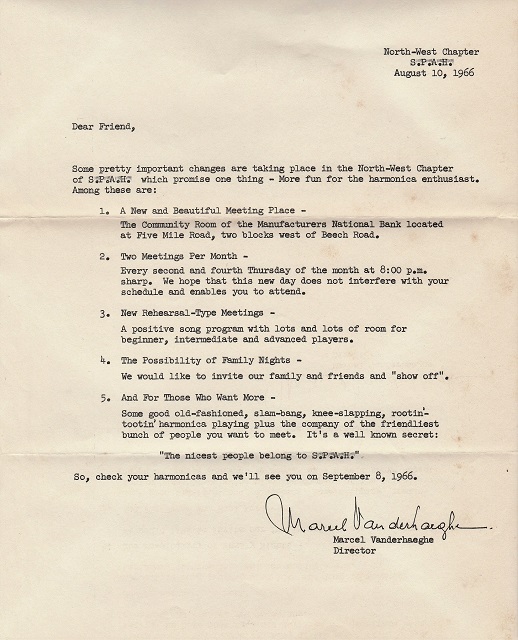 North-West Chapter
S.P.A.H.
August 10, 1966
Dear Friend,
Some pretty important changes are taking place in the North-West Chapter
of S.P.A.H. which promise one thing - More fun for the harmonica enthusiast.
Among these are:
1. A New and Beautiful Meeting Place -
The Community Room of the Manufacturers National Bank located
at Five Mile Road, two blocks west of Beech Road.
2. Two Meetings Per Month -
Every second and fourth Thursday of the month at 8:00 p.m.
sharp. We hope that this new day does not interfere with your
schedule and enables you to attend.
3. New Rehearsal-Type Meetings -
A positive song program with lots and lots of room for
beginner, intermediate and advanced players.
4. The Possibility of Family Nights -
We would like to invite our family and friends and "show off".
5. And For Those Who Want More -
Some good old-fashioned, slam-bang, knee-slapping, rootin'-
tootin' harmonica playing plus the company of the friendliest
bunch of people you want to meet. It's a well known secret:
"The nicest people belong to S.P.A.H."
So, check your harmonicas and we'll see you on September 8, 1966.
Marcel Vanderhaeghe
Marcel Vanderhaeghe
Director